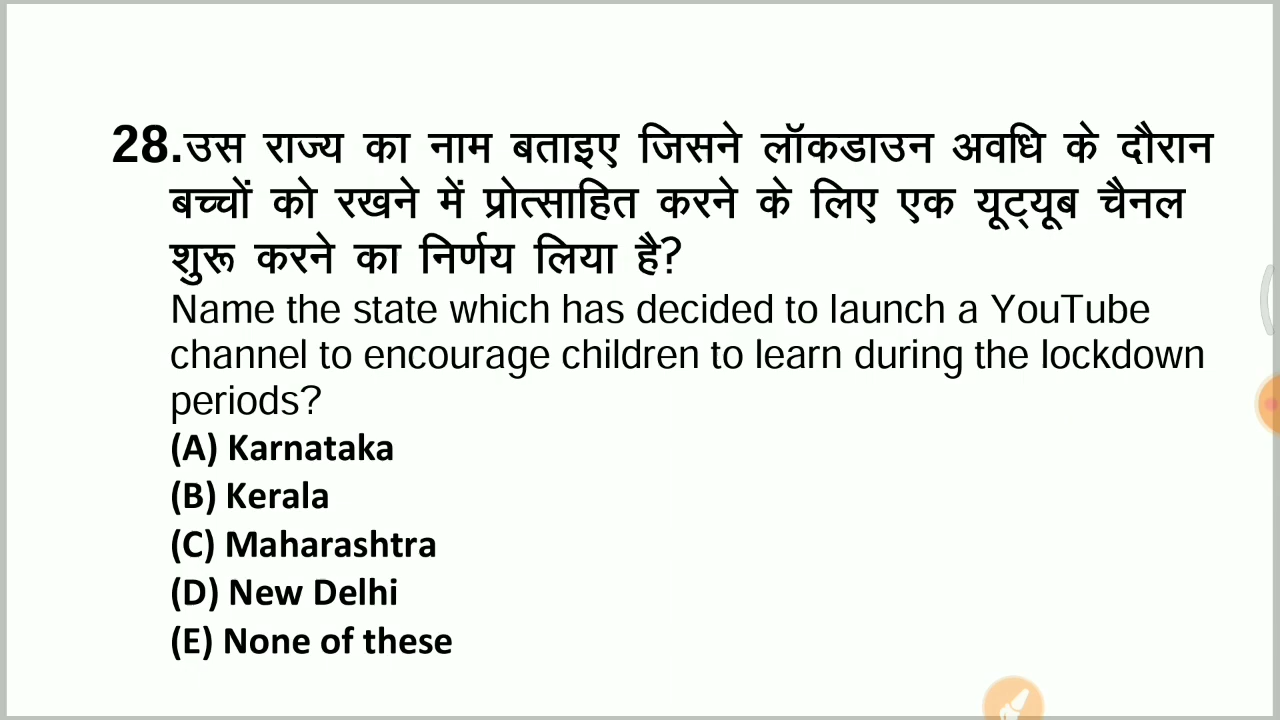 28.उस राज्य का नाम बताइए जिसने लॉकडाउन अवधि के दौरान
बच्चों को रखने में प्रोत्साहित करने के लिए एक यूट्यूब चैनल
शुरू करने का निर्णय लिया है?
Name the state which has decided to launch a YouTube
channel to encourage children to learn during the lockdown
periods?
(A) Karnataka
(B) Kerala
(C) Maharashtra
(D) New Delhi
(E) None of these